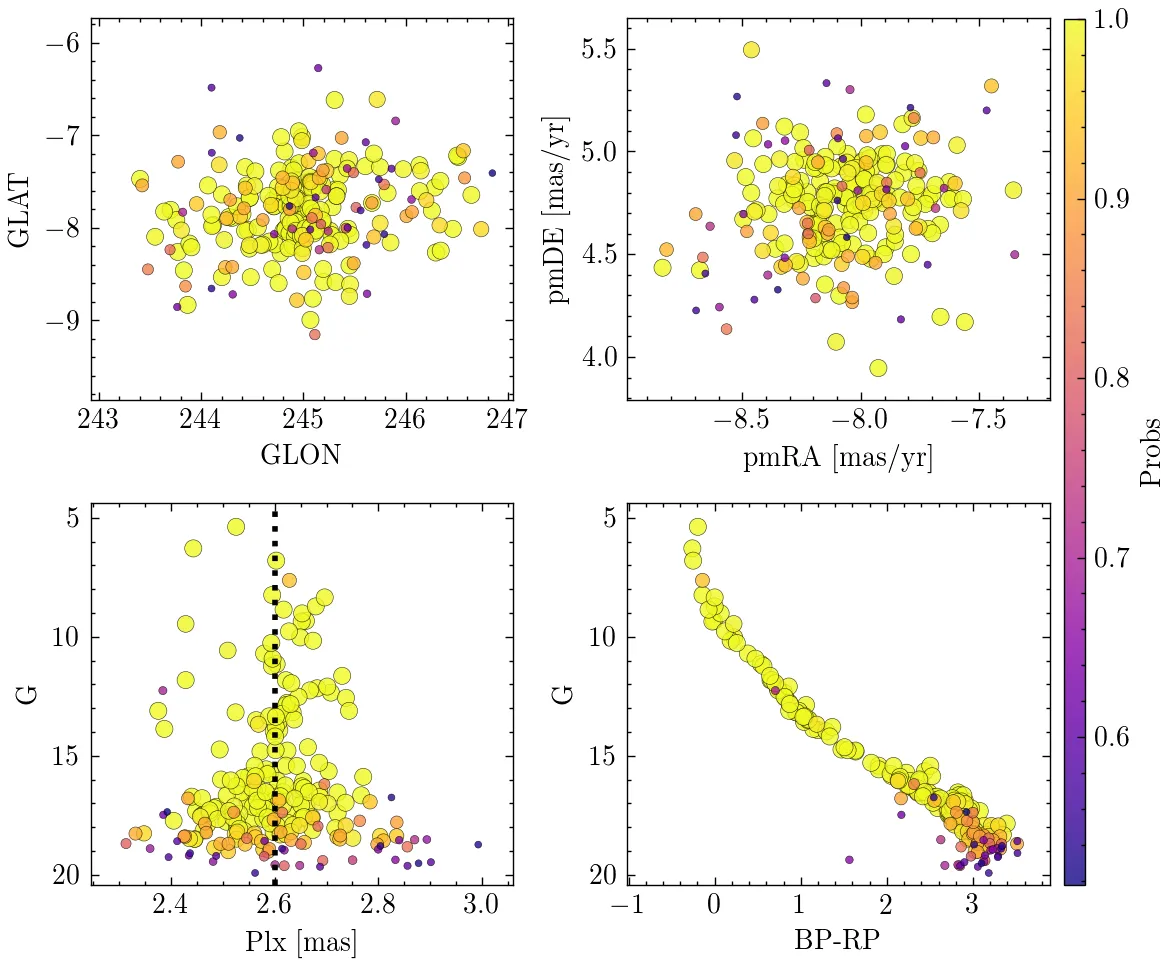 −6
−7
−8
−9
GLAT
243 244 245 246 247
GLON
5.5
5.0
4.5
4.0
pmDE [mas/yr]
−8.5 −8.0 −7.5
pmRA [mas/yr]
5
10
15
20
G
2.4 2.6 2.8 3.0
Plx [mas]
5
10
15
20
G
−1 0 1 2 3
BP-RP
1.0
0.9
0.8
0.7
0.6
Probs